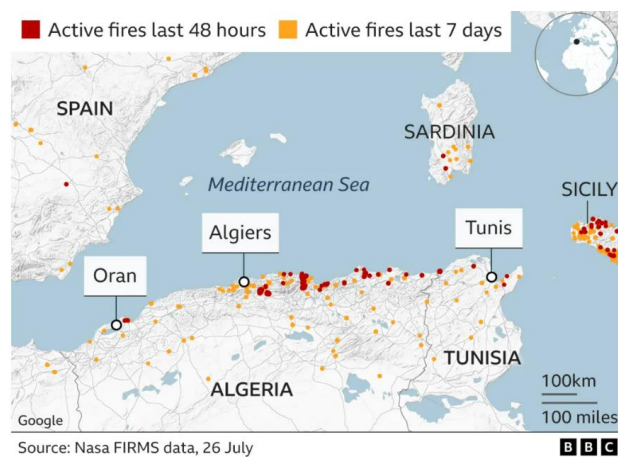 Active fires last 48 hours
Active fires last 7 days
SPAIN
SARDINIA
Mediterranean Sea
SICILY
Algiers
Tunis
Oran
TUNISIA
ALGERIA
100km
100 miles
Google
Source: Nasa FIRMS data, 26 July
BBC